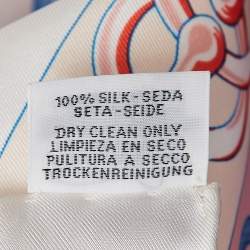 100% SILK-SEDA
SETA-SEIDE
DRY CLEAN ONLY
LIMPIEZA EN SECO
PULITURA A SECCO
TROCKENREINIGUNG